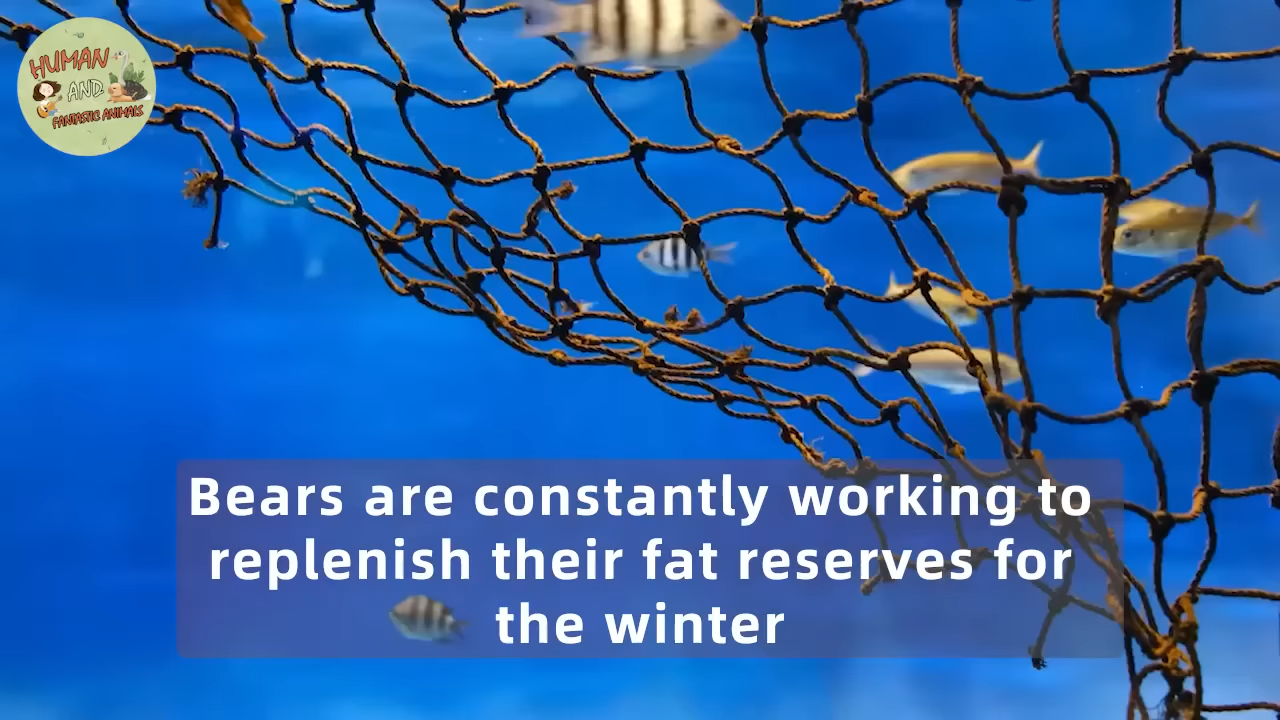 HUMAN
AND
FANTASTIC ANIMALS
Bears are constantly working to
replenish their fat reserves for
the winter